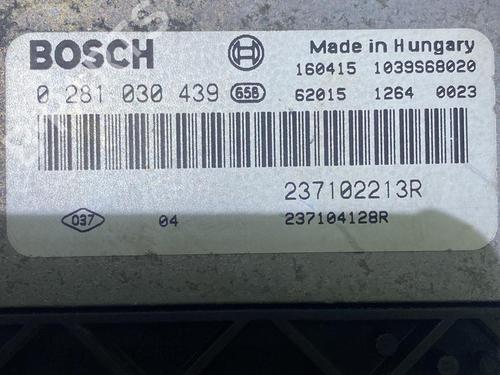 BOSCH Made in Hungary
160415 1039S68020
0 281 030 439 658 62015 1264 0023
237102213R
037 04 237104128R